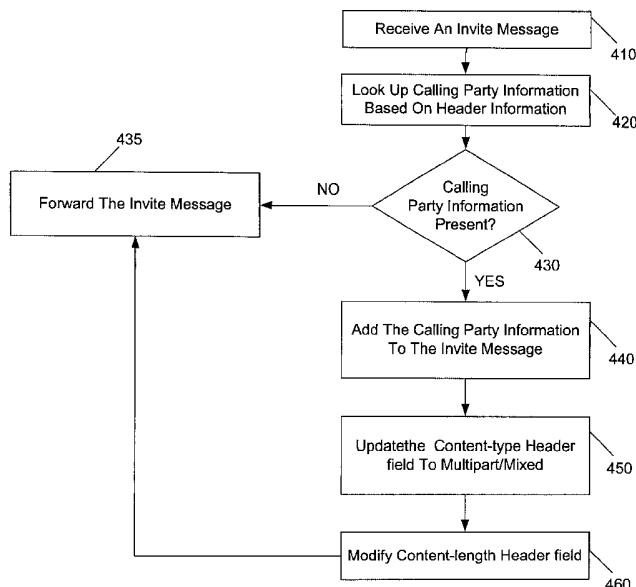 Receive An Invite Message
410
Look Up Calling Party Information
Based On Header Information
420
435
Forward The Invite Message
NO
Calling
Party Information
Present?
430
YES
Add The Calling Party Information
To The Invite Message
440
Updatethe Content-type Header
field To Multipart/Mixed
450
Modify Content-length Header field
460